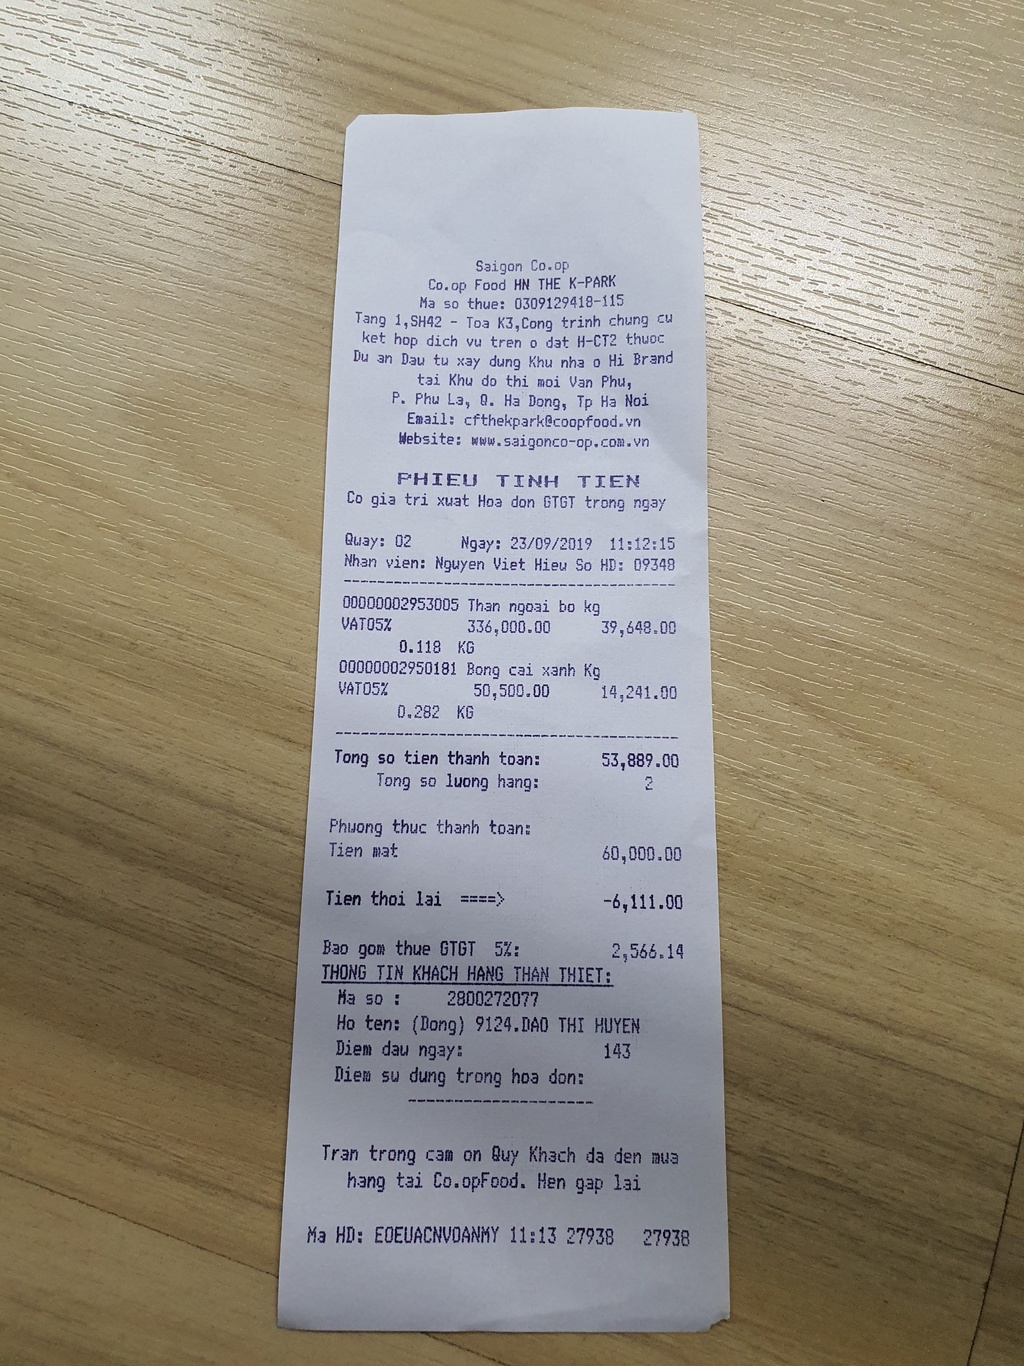 Saigon Co.op
Co.op Food HN THE K-PARK
Ma so thue: 0309129418-115
Tang 1,SH42 - Toa K3,Cong trinh chung cu
ket hop dich vu tren o dat H-CT2 thuoc
Du an Dau tu xay dung Khu nha o Hi Brand
tai Khu do thi moi Van Phu,
P. Phu La, Q. Ha Dong, Tp Ha Noi
Email: cfthekpark@coopfood.vn
Website: www.saigonco-op.com.vn
PHIEU TINH TIEN
Co gia tri xuat Hoa don GTGT trong ngay
Quay: 02 Ngay: 23/09/2019 11:12:15
Nhan vien: Nguyen Viet Hieu So HD: 09348
----------------------------------------
00000002953005 Than ngoai bo kg
VAT05% 336,000.00 39,648.00
0.118 KG
00000002950181 Bong cai xanh Kg
VAT05% 50,500.00 14,241.00
0.282 KG
----------------------------------------
Tong so tien thanh toan: 53,889.00
Tong so luong hang: 2
Phuong thuc thanh toan:
Tien mat 60,000.00
Tien thoi lai ====> -6,111.00
Bao gom thue GTGT 5%: 2,566.14
THONG TIN KHACH HANG THAN THIET:
Ma so : 2800272077
Ho ten: (Dong) 9124.DAO THI HUYEN
Diem dau ngay: 143
Diem su dung trong hoa don:
----------------------
Tran trong cam on Quy Khach da den mua
hang tai Co.opFood. Hen gap lai
Ma HD: EOEUACNVOANMY 11:13 27938 27938